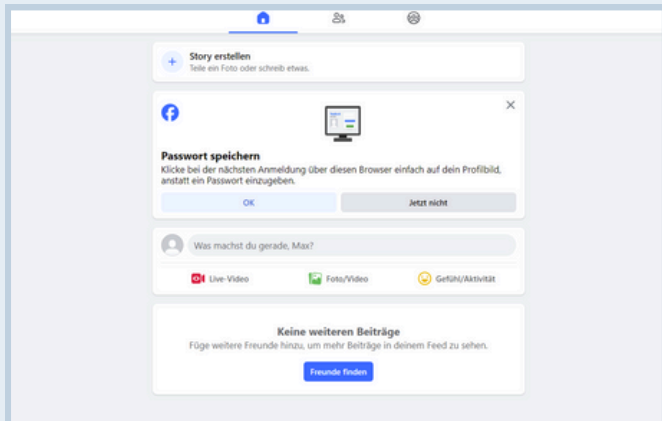 Story erstellen
Teile ein Foto oder schreib etwas.
Passwort speichern
Klicke bei der nächsten Anmeldung über diesen Browser einfach auf dein Profilbild,
anstatt ein Passwort einzugeben.
OK
Jetzt nicht
Was machst du gerade, Max?
Live-Video
Foto/Video
Gefühl/Aktivität
Keine weiteren Beiträge
Füge weitere Freunde hinzu, um mehr Beiträge in deinem Feed zu sehen.
Freunde finden